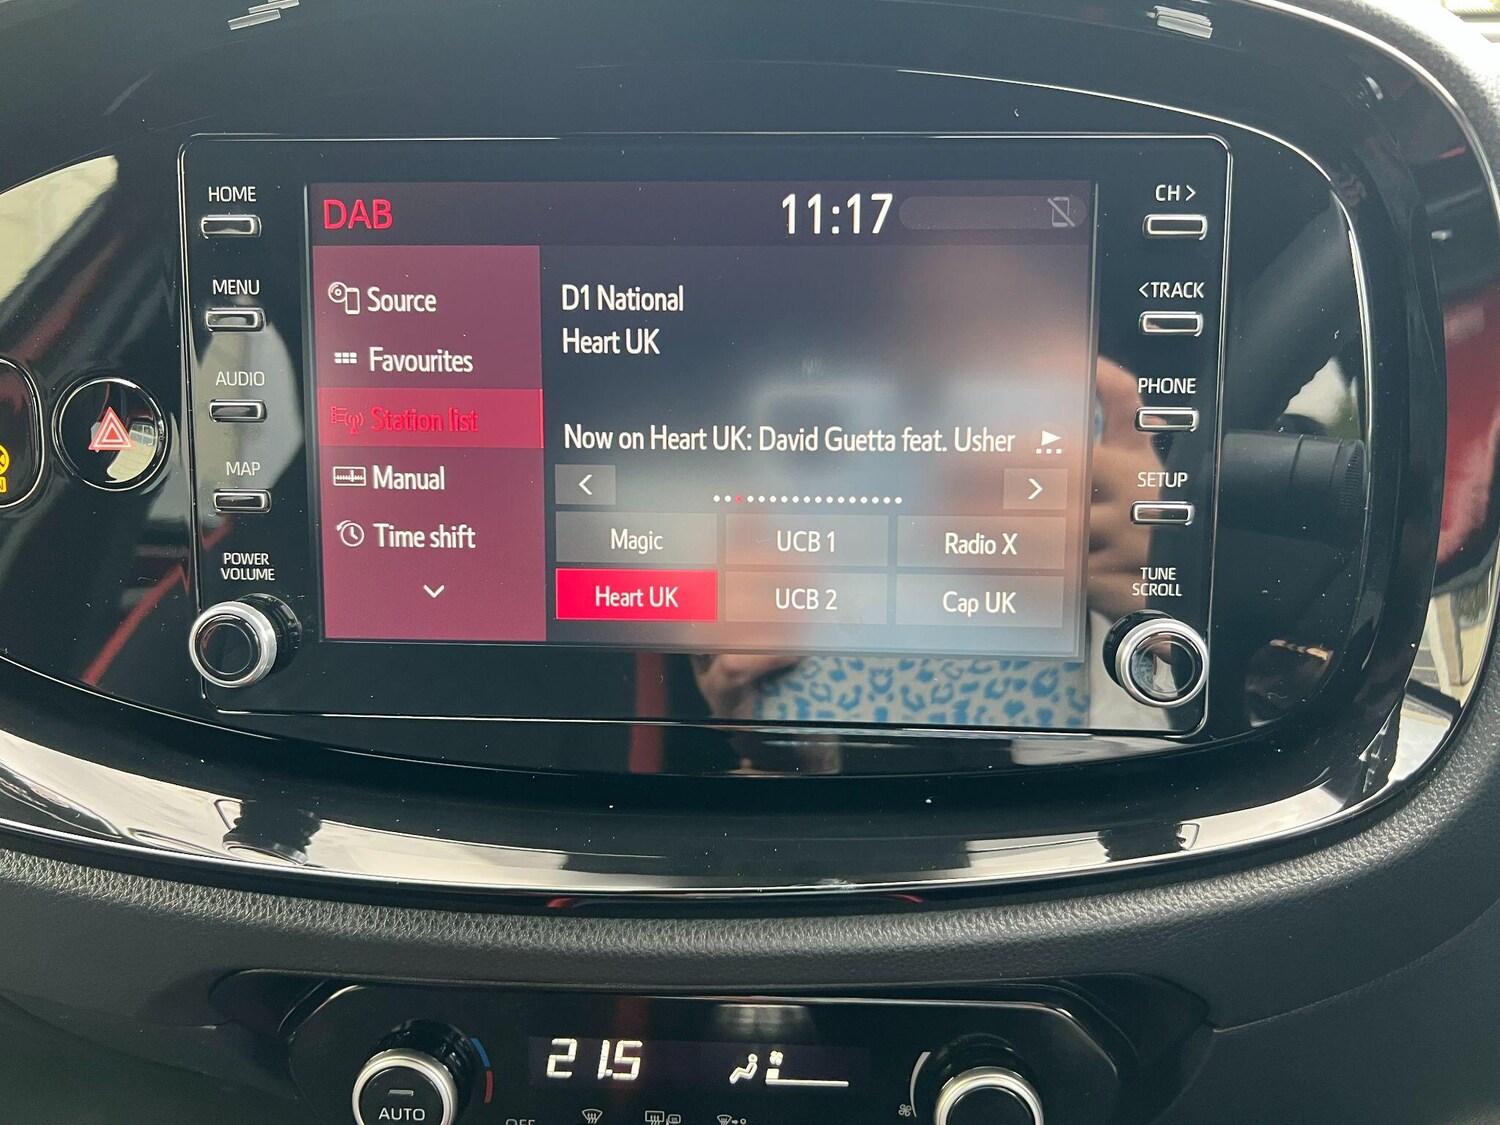 HOME
MENU
AUDIO
MAP
POWER
VOLUME
DAB
11:17
Source
Favourites
Station list
Manual
Time shift
D1 National
Heart UK
Now on Heart UK: David Guetta feat. Usher
Magic
UCB 1
Radio X
Heart UK
UCB 2
Cap UK
CH >
< TRACK
PHONE
SETUP
TUNE
SCROLL
21.5
AUTO
OFF